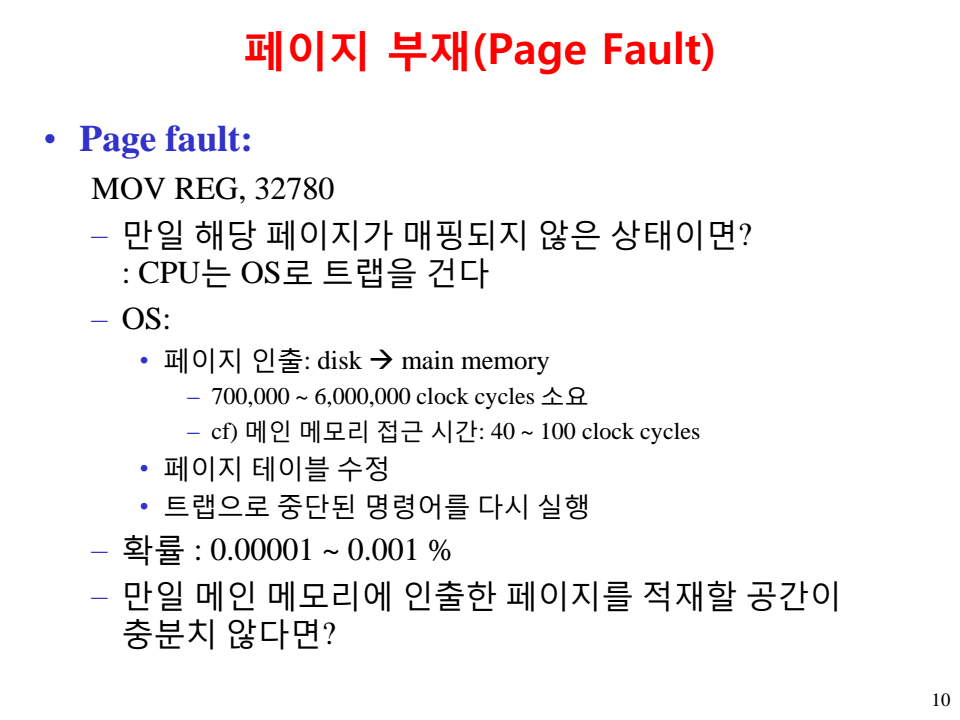 페이지 부재(Page Fault)
• Page fault:
MOV REG, 32780
– 만일 해당 페이지가 매핑되지 않은 상태이면?
: CPU는 OS로 트랩을 건다
– OS:
• 페이지 인출: disk → main memory
– 700,000 ~ 6,000,000 clock cycles 소요
– cf) 메인 메모리 접근 시간: 40 ~ 100 clock cycles
• 페이지 테이블 수정
• 트랩으로 중단된 명령어를 다시 실행
– 확률 : 0.00001 ~ 0.001 %
– 만일 메인 메모리에 인출한 페이지를 적재할 공간이
충분치 않다면?
10